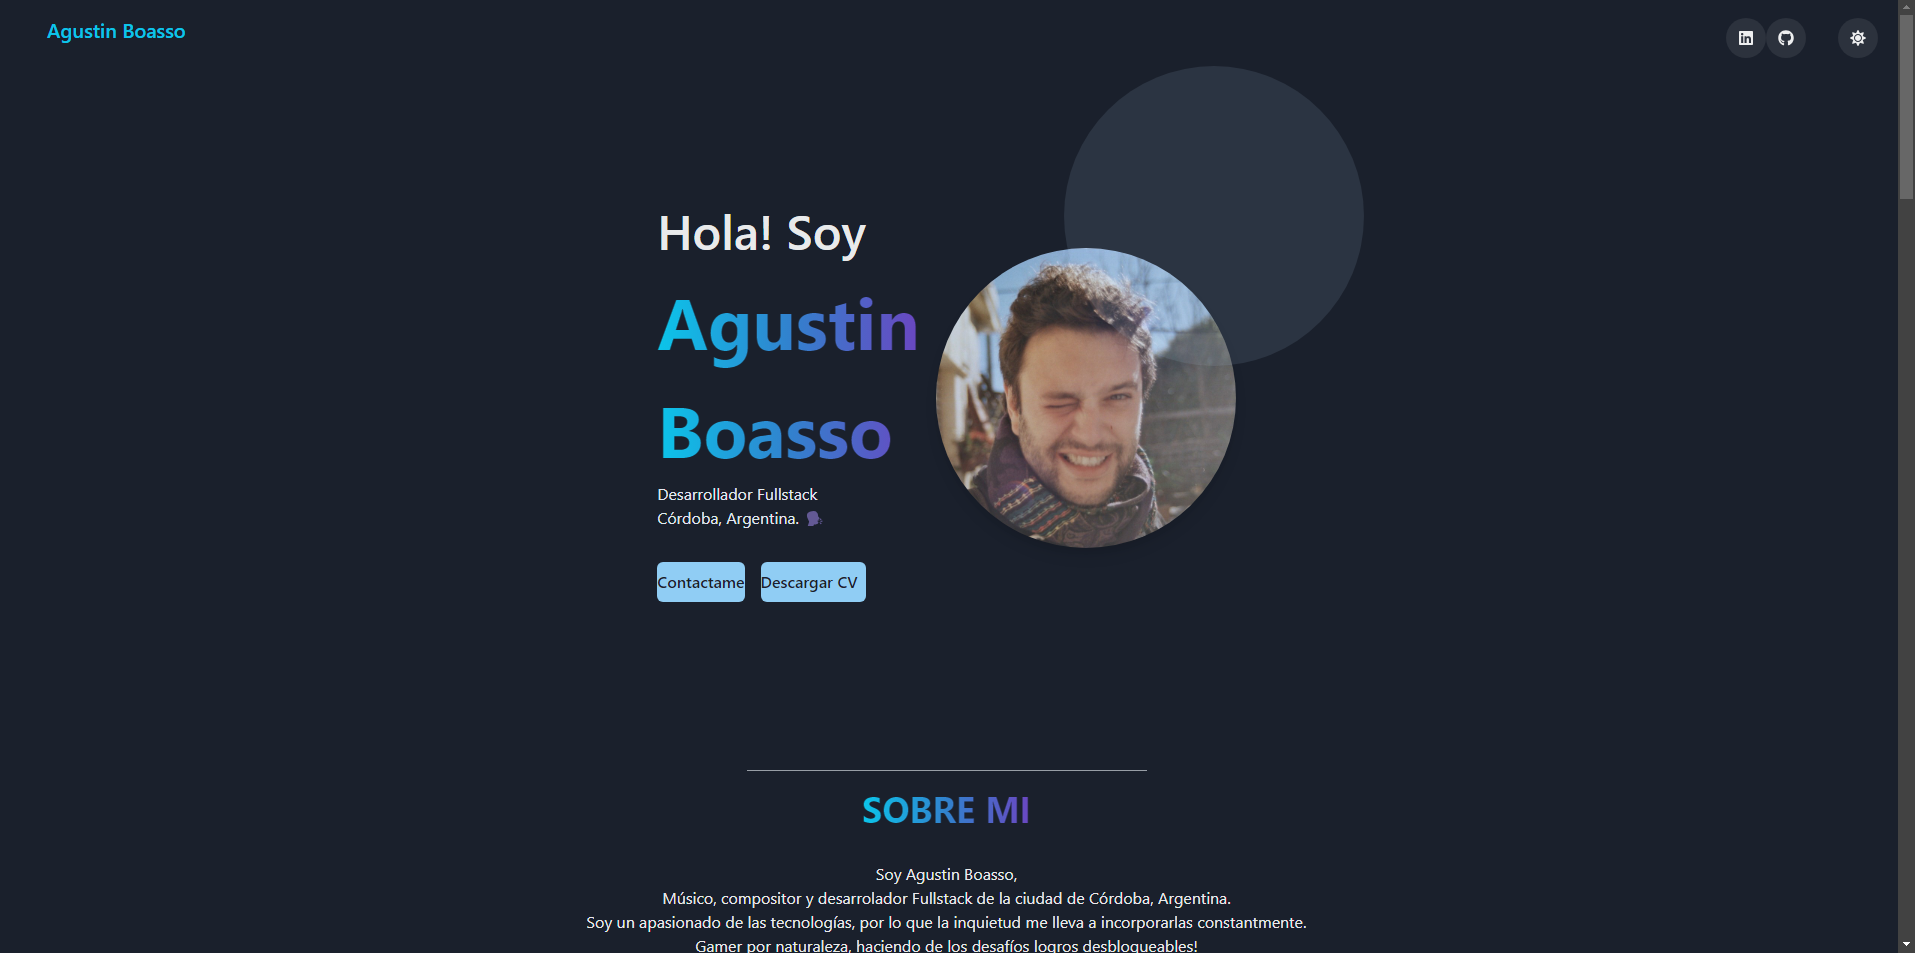 Agustin Boasso
Hola! Soy
Agustin
Boasso
Desarrollador Fullstack
Córdoba, Argentina.
Contactame
Descargar CV
SOBRE MI
Soy Agustin Boasso,
Músico, compositor y desarrolador Fullstack de la ciudad de Córdoba, Argentina.
Soy un apasionado de las tecnologías, por lo que la inquietud me lleva a incorporarlas constantemente.
Gamer por naturaleza, haciendo de los desafíos logros desbloqueables!